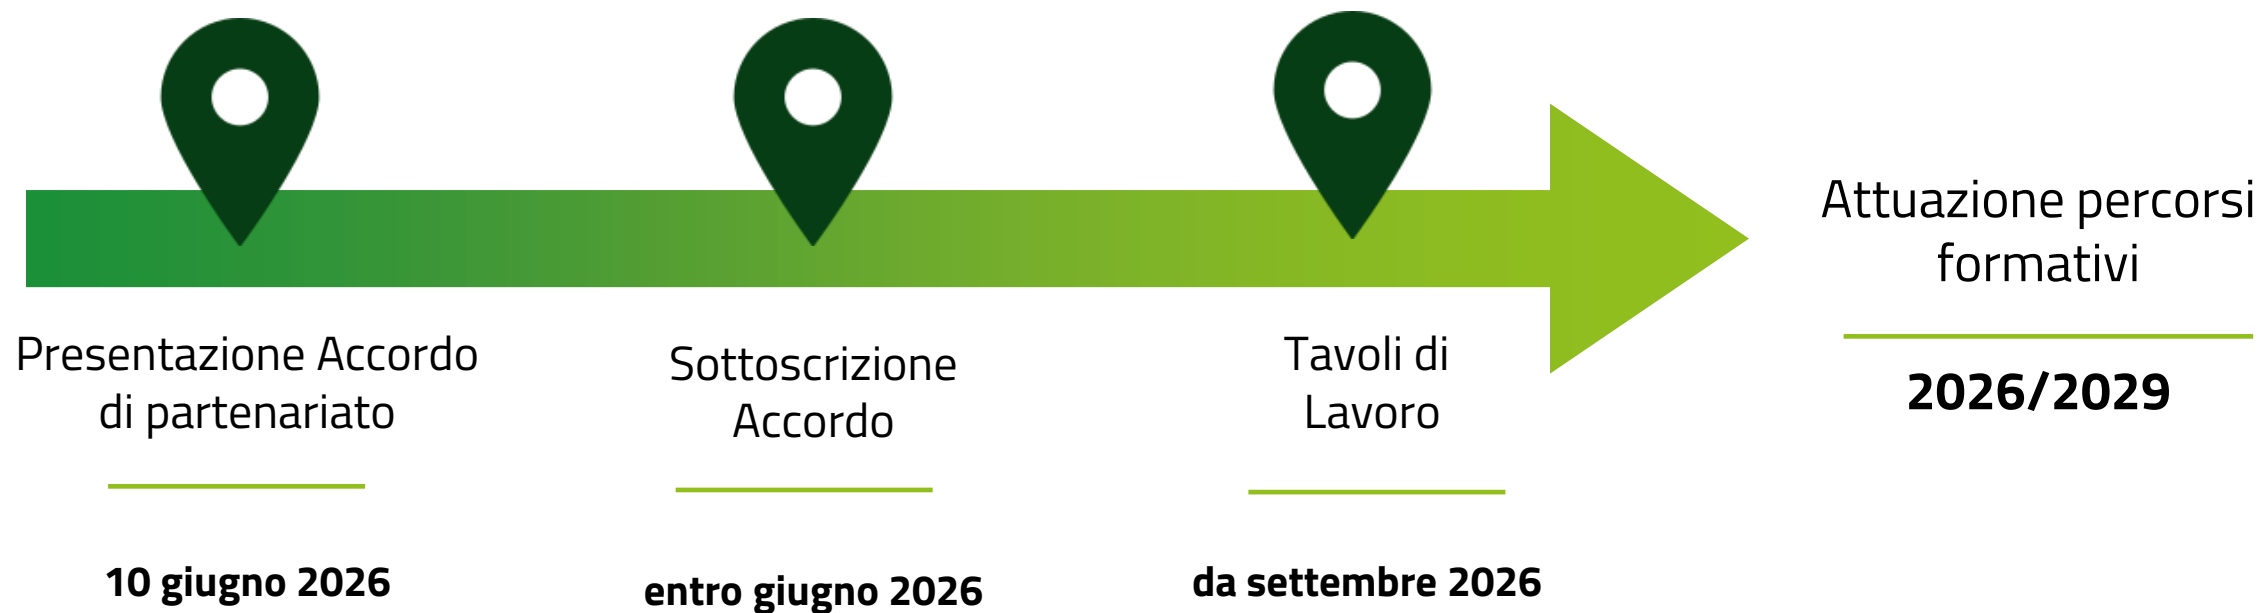 Presentazione Accordo
di partenariato
10 giugno 2026
Sottoscrizione
Accordo
entro giugno 2026
Tavoli di
Lavoro
da settembre 2026
Attuazione percorsi
formativi
2026/2029